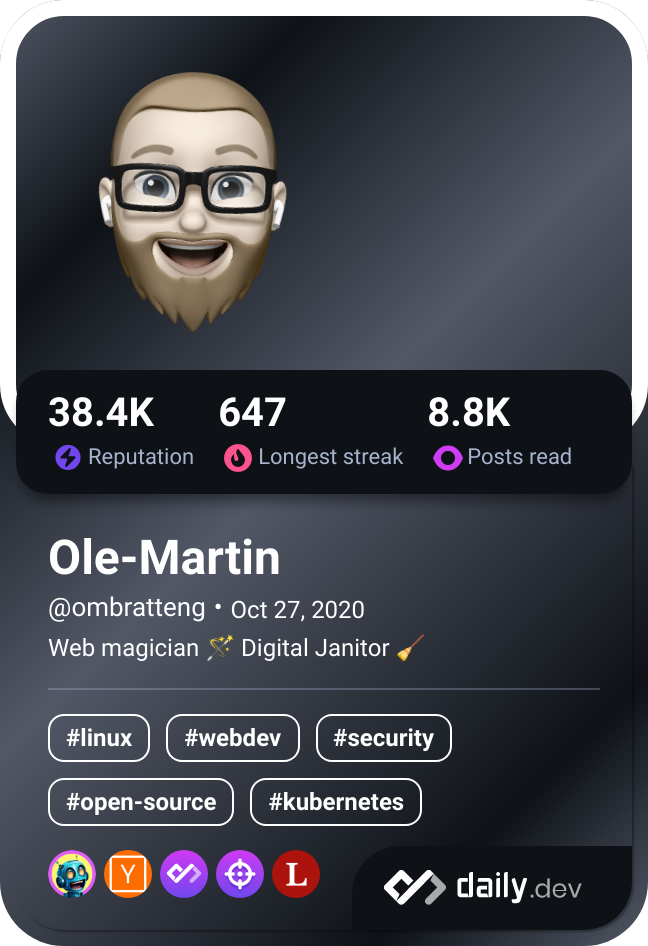 38.4K 647 8.8K
Reputation Longest streak Posts read
Ole-Martin
@ombratteng • Oct 27, 2020
Web magician 🪄 Digital Janitor 🧹
#linux #webdev #security
#open-source #kubernetes
Y L daily.dev